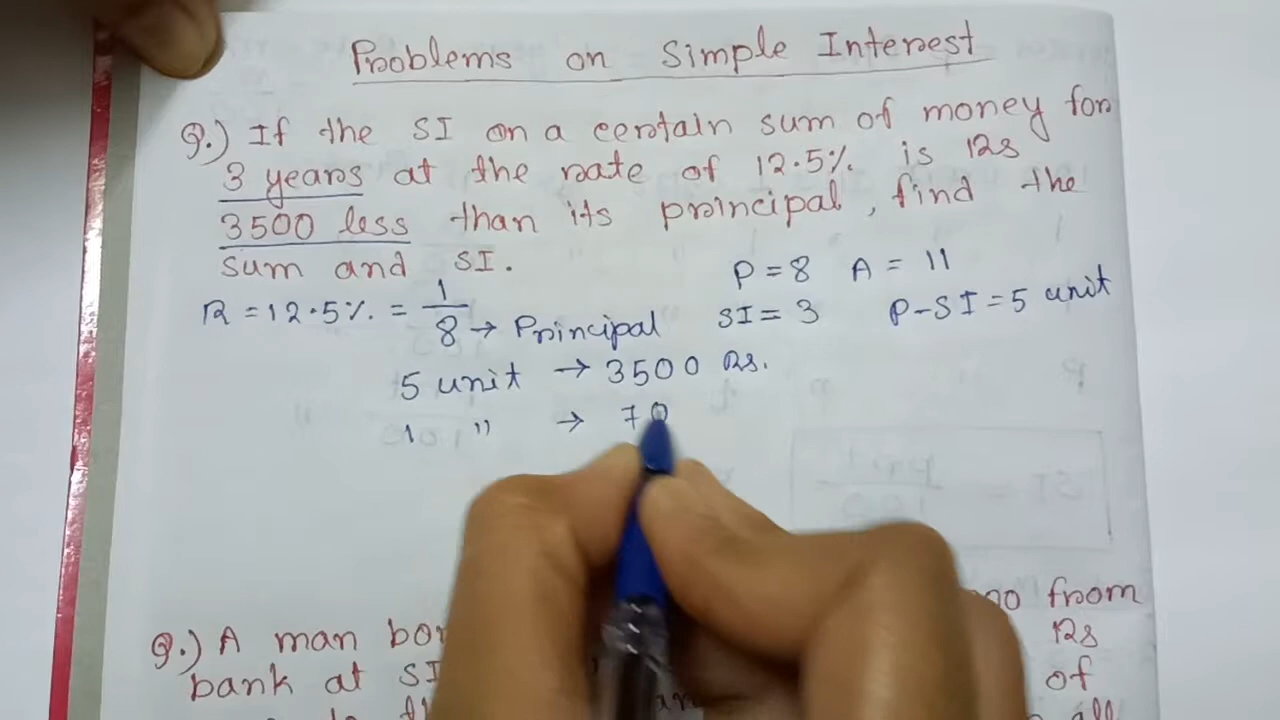 Problems on Simple Interest
Q.) If the SI on a certain sum of money for
3 years at the rate of 12.5% is Rs
3500 less than its principal, find the
sum and SI.
P = 8 A = 11
R = 12.5% = 1/8 → Principal SI = 3 P-SI = 5 unit
5 unit → 3500 Rs.
1 " → 70
from
Q.) A man Rs
bank at SI of
all